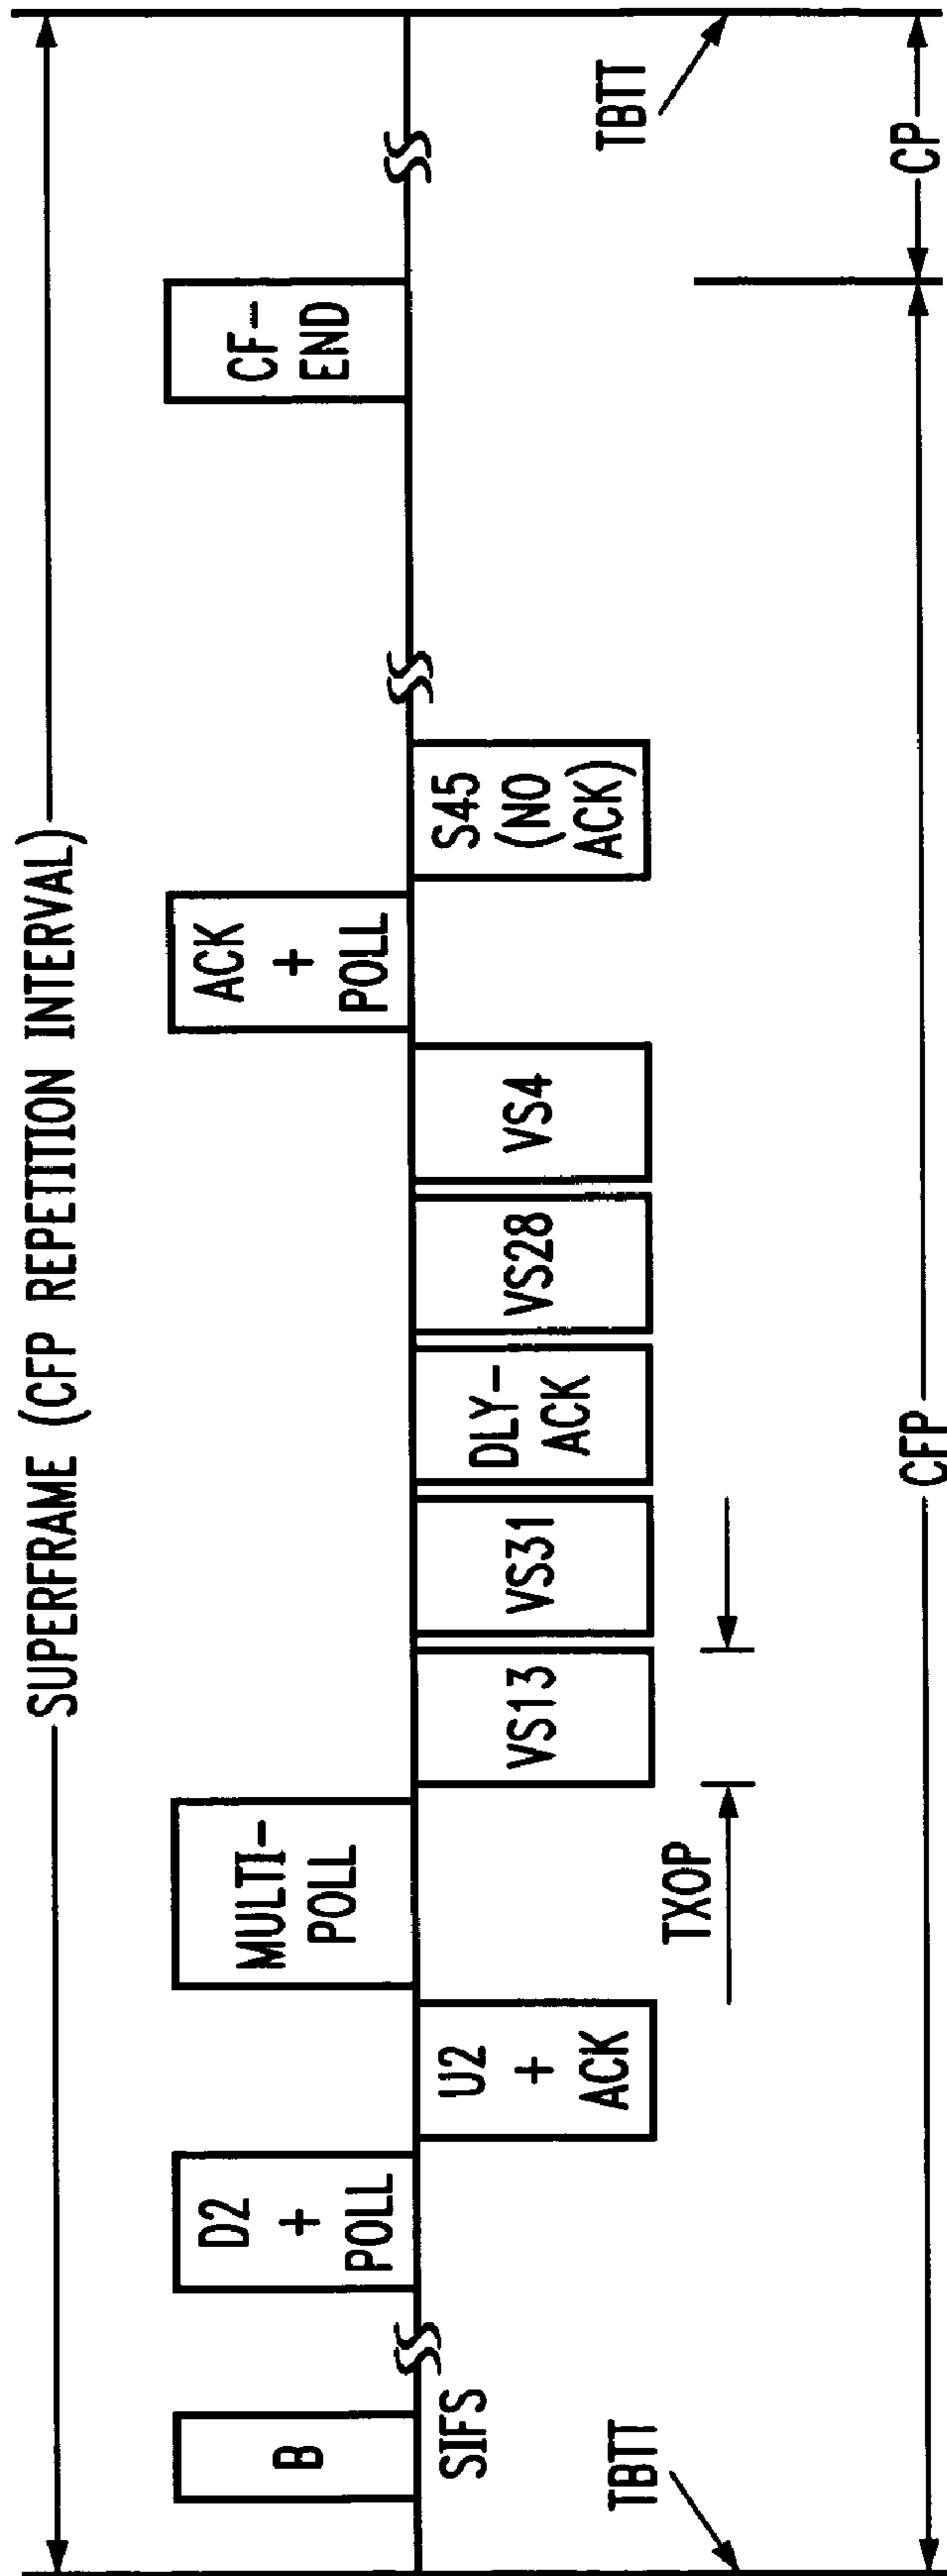 SUPERFRAME (CFP REPETITION INTERVAL)
B
D2
+
POLL
MULTI-
POLL
ACK
+
POLL
CF-
END
SIFS
U2
+
ACK
VS13
VS31
DLY-
ACK
VS28
VS4
S45
(NO
ACK)
TBTT
TXOP
TBTT
CFP
CP